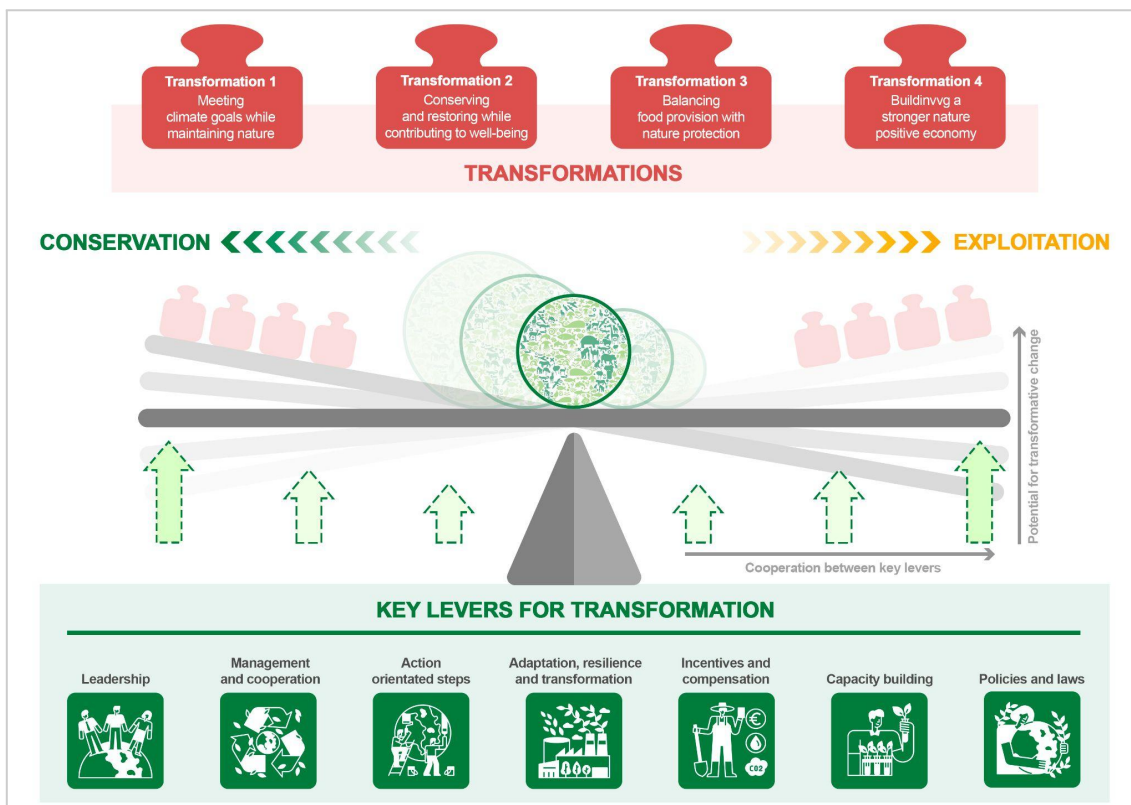 Transformation 1
Meeting
climate goals while
maintaining nature
Transformation 2
Conserving
and restoring while
contributing to well-being
Transformation 3
Balancing
food provision with
nature protection
Transformation 4
Buildinvvg a
stronger nature
positive economy
TRANSFORMATIONS
CONSERVATION
EXPLOITATION
Potential for transformative change
Cooperation between key levers
KEY LEVERS FOR TRANSFORMATION
Leadership
Management
and cooperation
Action
orientated steps
Adaptation, resilience
and transformation
Incentives and
compensation
Capacity building
Policies and laws
€
CO2